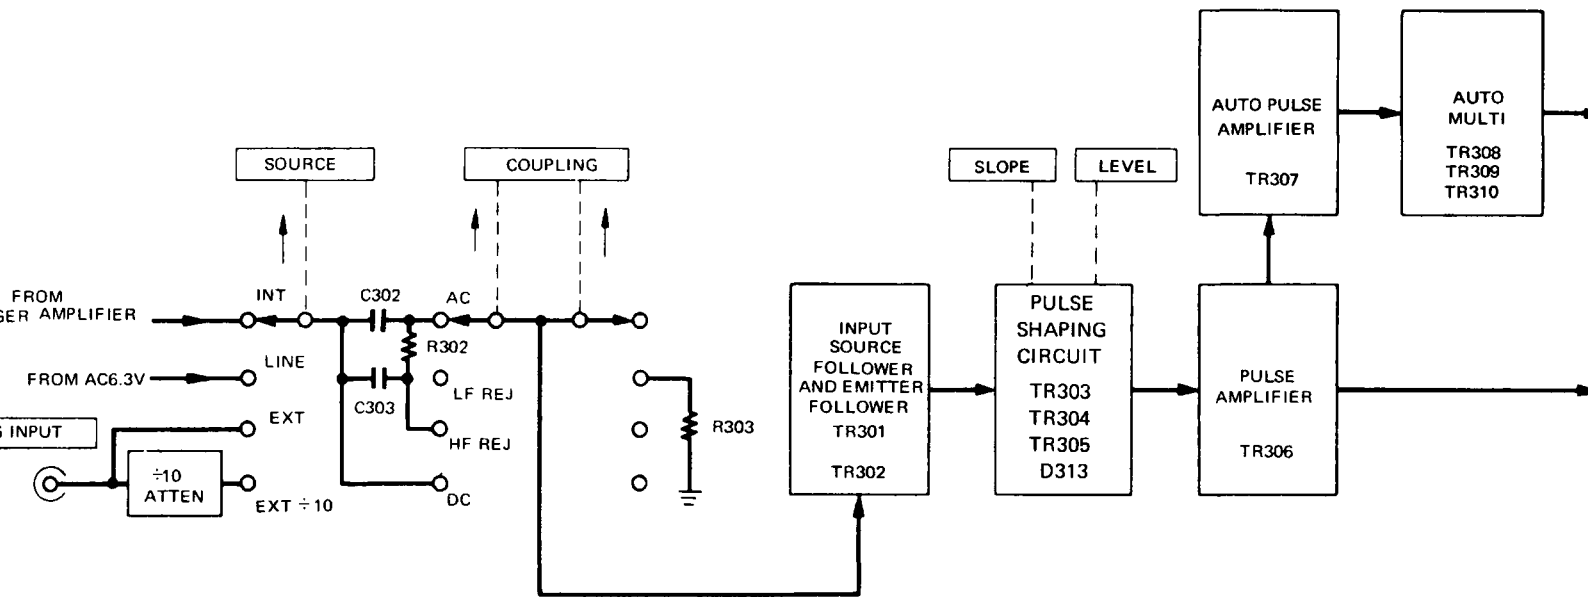 SOURCE
COUPLING
SLOPE
LEVEL
AUTO PULSE
AMPLIFIER
TR307
AUTO
MULTI
TR308
TR309
TR310
FROM
AMPLIFIER
INT
C302
AC
R302
LINE
FROM AC6.3V
C303
LF REJ
EXT
INPUT
HF REJ
R303
÷10
ATTEN
EXT ÷10
DC
INPUT
SOURCE
FOLLOWER
AND EMITTER
FOLLOWER
TR301
TR302
PULSE
SHAPING
CIRCUIT
TR303
TR304
TR305
D313
PULSE
AMPLIFIER
TR306